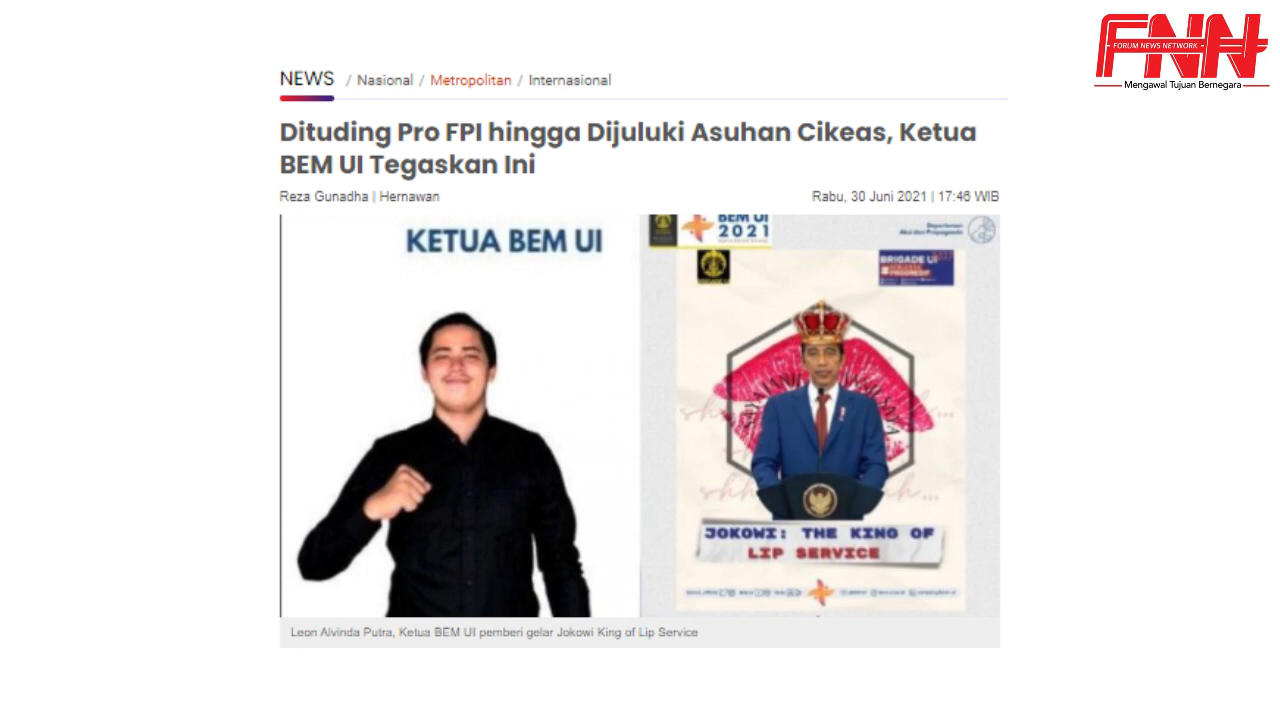 FNN
FORUM NEWS NETWORK
Mengawal Tujuan Bernegara
NEWS / Nasional / Metropolitan / Internasional
Dituding Pro FPI hingga Dijuluki Asuhan Cikeas, Ketua
BEM UI Tegaskan Ini
Reza Gunadha | Hernawan
Rabu, 30 Juni 2021 | 17:46 WIB
KETUA BEM UI
BEM UI
2021
BRIGADE UI
JOKOWI: THE KING OF
LIP SERVICE
Leon Alvinda Putra, Ketua BEM UI pemberi gelar Jokowi King of Lip Service